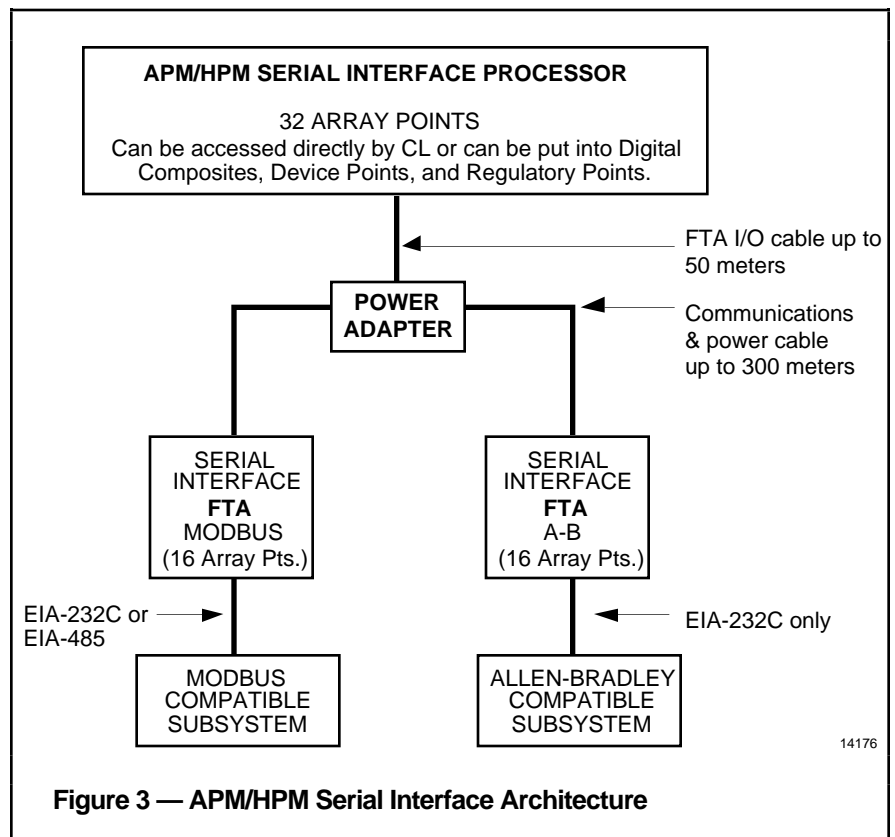 APM/HPM SERIAL INTERFACE PROCESSOR
32 ARRAY POINTS
Can be accessed directly by CL or can be put into Digital
Composites, Device Points, and Regulatory Points.
FTA I/O cable up to
50 meters
POWER
ADAPTER
Communications
& power cable
up to 300 meters
SERIAL
INTERFACE
FTA
MODBUS
(16 Array Pts.)
SERIAL
INTERFACE
FTA
A-B
(16 Array Pts.)
EIA-232C or
EIA-485
EIA-232C only
MODBUS
COMPATIBLE
SUBSYSTEM
ALLEN-BRADLEY
COMPATIBLE
SUBSYSTEM
14176
Figure 3 — APM/HPM Serial Interface Architecture